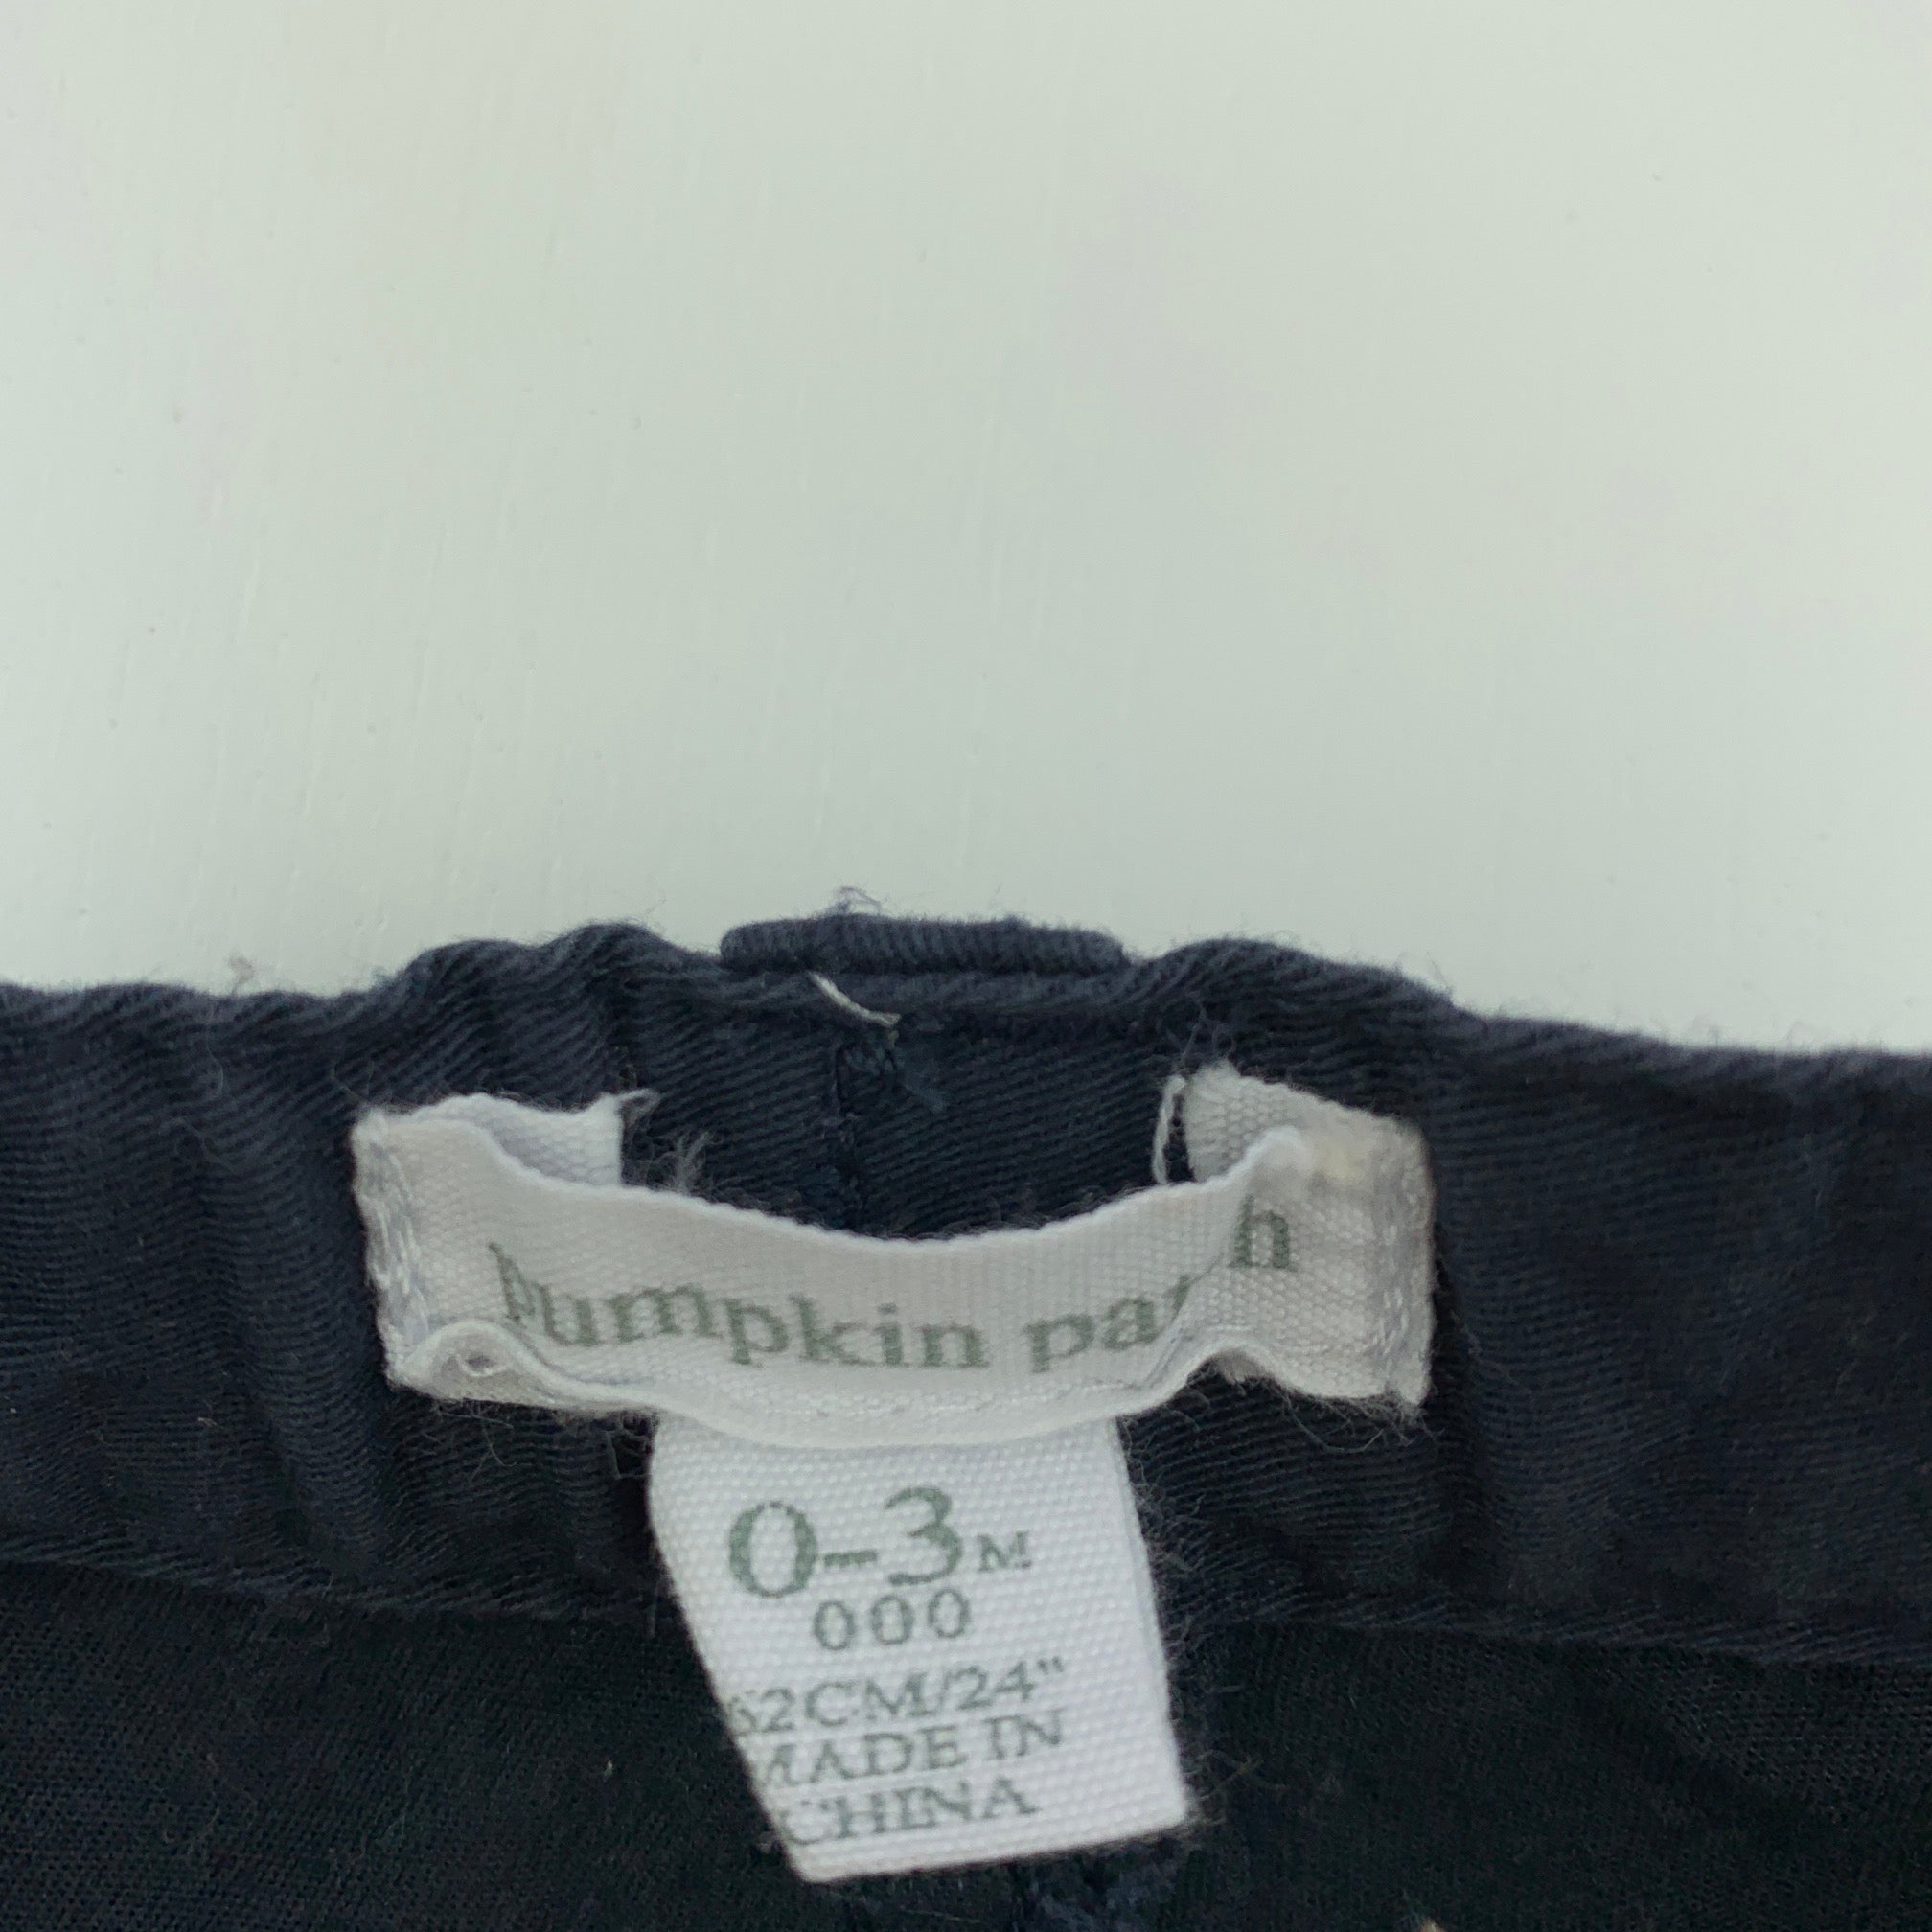 pumpkin patch
0-3M
000
62CM/24"
MADE IN
CHINA